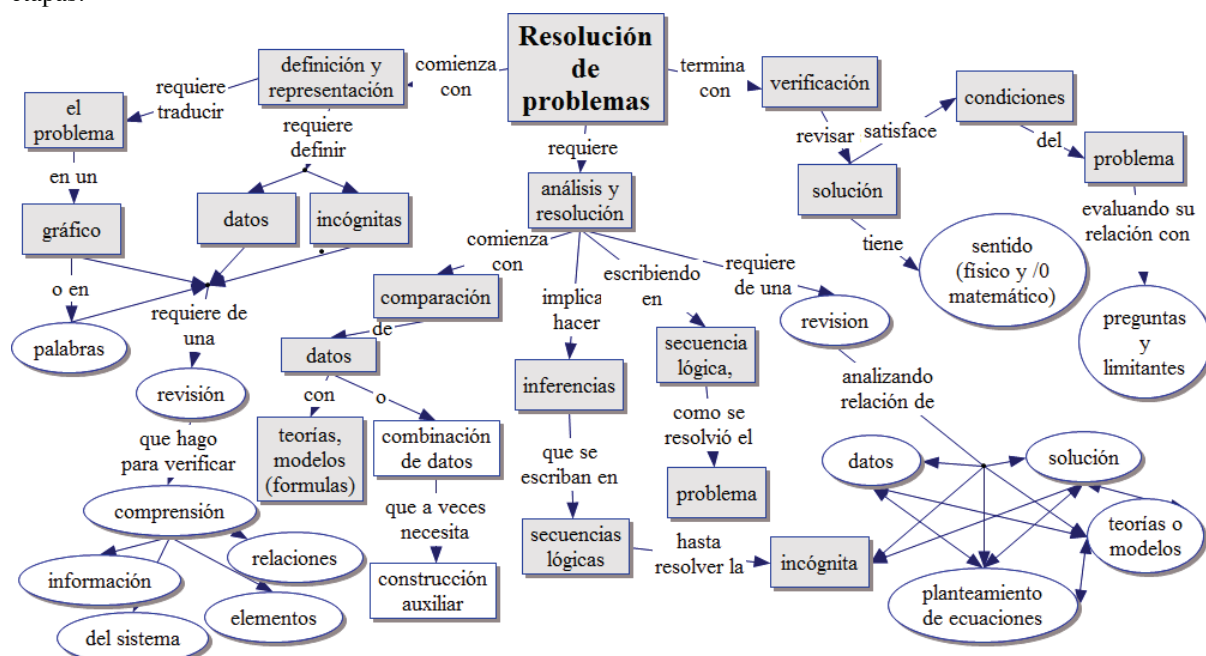 etapas.
Resolución
de
problemas
comienza
con
definición y
representación
requiere
traducir
el
problema
en un
gráfico
o en
palabras
requiere
definir
datos
incógnitas
requiere de
una
revisión
que hago
para verificar
comprensión
información
del sistema
elementos
relaciones
requiere
análisis y
resolución
comienza
con
comparación
de
datos
con
teorías,
modelos
(formulas)
o
combinación
de datos
que a veces
necesita
construcción
auxiliar
implica
hacer
inferencias
que se
escriban en
secuencias
lógicas
hasta
resolver la
incógnita
escribiendo
en
secuencia
lógica,
como se
resolvió el
problema
requiere
de una
revision
analizando
relación de
datos
solución
teorías o
modelos
planteamiento
de ecuaciones
termina
con
verificación
revisar
solución
satisface
condiciones
del
problema
evaluando su
relación con
preguntas
y
limitantes
tiene
sentido
(físico y /0
matemático)